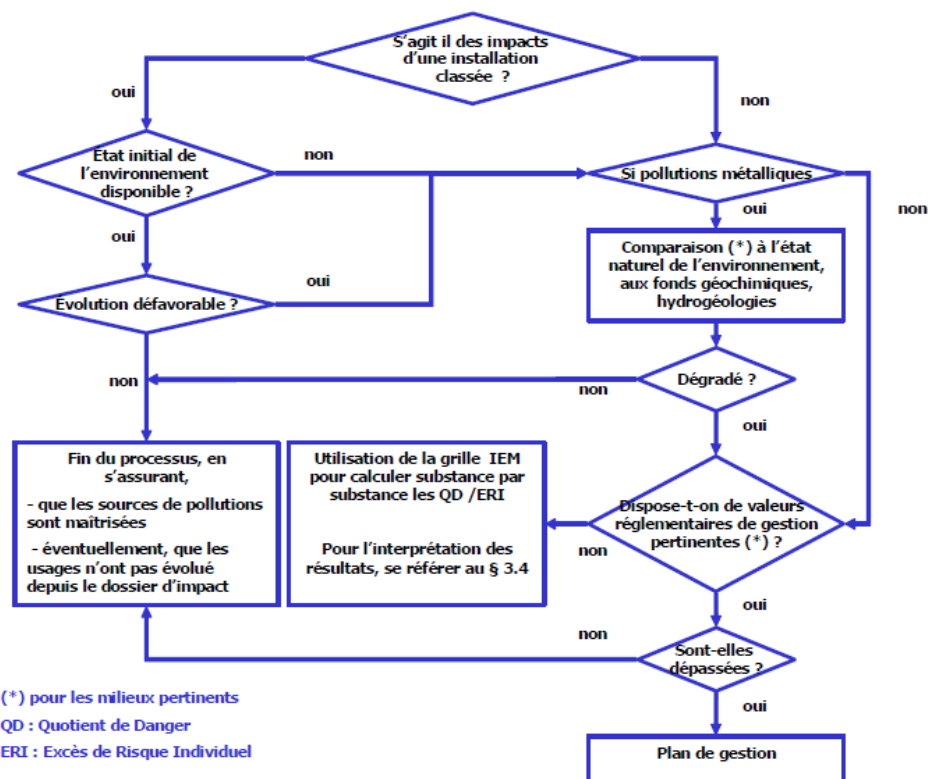 S'agit il des impacts
d'une installation
classée ?
oui
non
État initial de
l'environnement
disponible ?
non
Si pollutions métalliques
oui
non
oui
Comparaison (*) à l'état
naturel de l'environnement,
aux fonds géochimiques,
hydrogéologies
Évolution défavorable ?
oui
non
Dégradé ?
non
oui
Fin du processus, en
s'assurant,
- que les sources de pollutions
sont maîtrisées
- éventuellement, que les
usages n'ont pas évolué
depuis le dossier d'impact
Utilisation de la grille IEM
pour calculer substance par
substance les QD /ERI
Pour l'interprétation des
résultats, se référer au § 3.4
Dispose-t-on de valeurs
réglementaires de gestion
pertinentes (*) ?
non
oui
non
Sont-elles
dépassées ?
oui
(*) pour les milieux pertinents
QD : Quotient de Danger
ERI : Excès de Risque Individuel
Plan de gestion